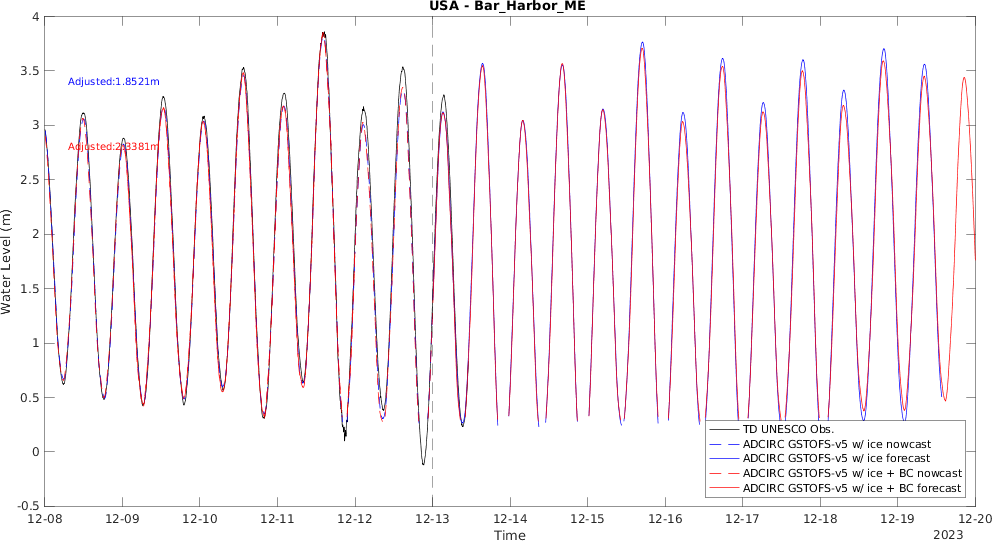 USA - Bar_Harbor_ME
4
3.5
3
2.5
2
1.5
1
0.5
0
-0.5
Water Level (m)
Adjusted:1.8521m
Adjusted:2.3381m
TD UNESCO Obs.
ADCIRC GSTOFS-v5 w/ ice nowcast
ADCIRC GSTOFS-v5 w/ ice forecast
ADCIRC GSTOFS-v5 w/ ice + BC nowcast
ADCIRC GSTOFS-v5 w/ ice + BC forecast
12-08 12-09 12-10 12-11 12-12 12-13 12-14 12-15 12-16 12-17 12-18 12-19 12-20
Time
2023